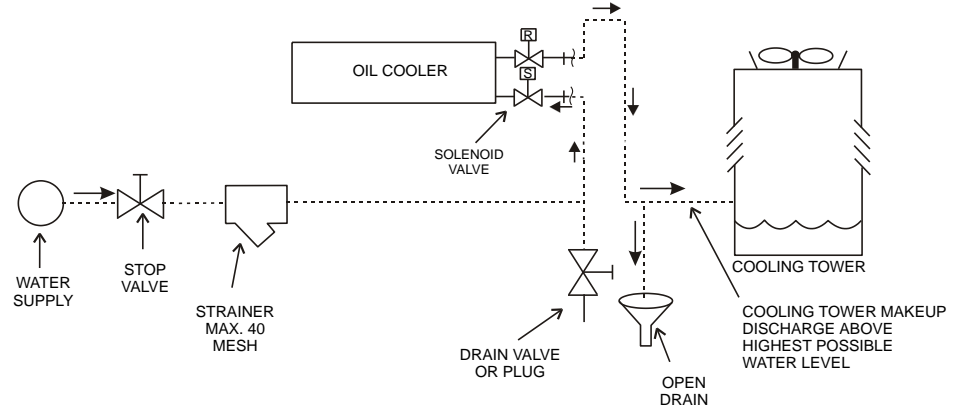 R
OIL COOLER
S
SOLENOID
VALVE
WATER
SUPPLY
STOP
VALVE
STRAINER
MAX. 40
MESH
DRAIN VALVE
OR PLUG
OPEN
DRAIN
COOLING TOWER
COOLING TOWER MAKEUP
DISCHARGE ABOVE
HIGHEST POSSIBLE
WATER LEVEL